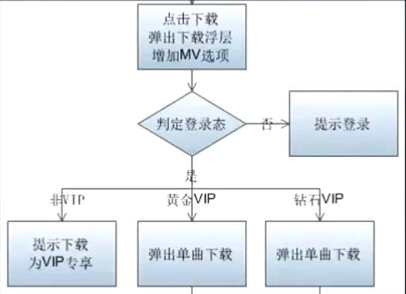 点击下载
弹出下载浮层
增加MV选项
判定登录态
否
提示登录
是
非VIP
黄金VIP
钻石VIP
提示下载
为VIP专享
弹出单曲下载
弹出单曲下载